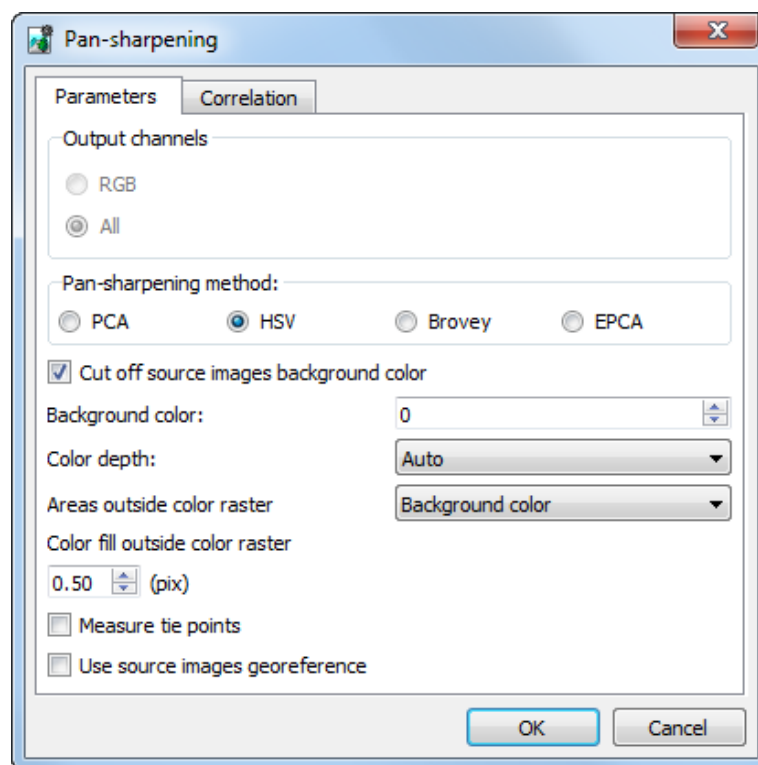 Pan-sharpening
Parameters Correlation
Output channels
RGB
All
Pan-sharpening method:
PCA HSV Brovey EPCA
Cut off source images background color
Background color: 0
Color depth: Auto
Areas outside color raster Background color
Color fill outside color raster
0.50 (pix)
Measure tie points
Use source images georeference
OK Cancel